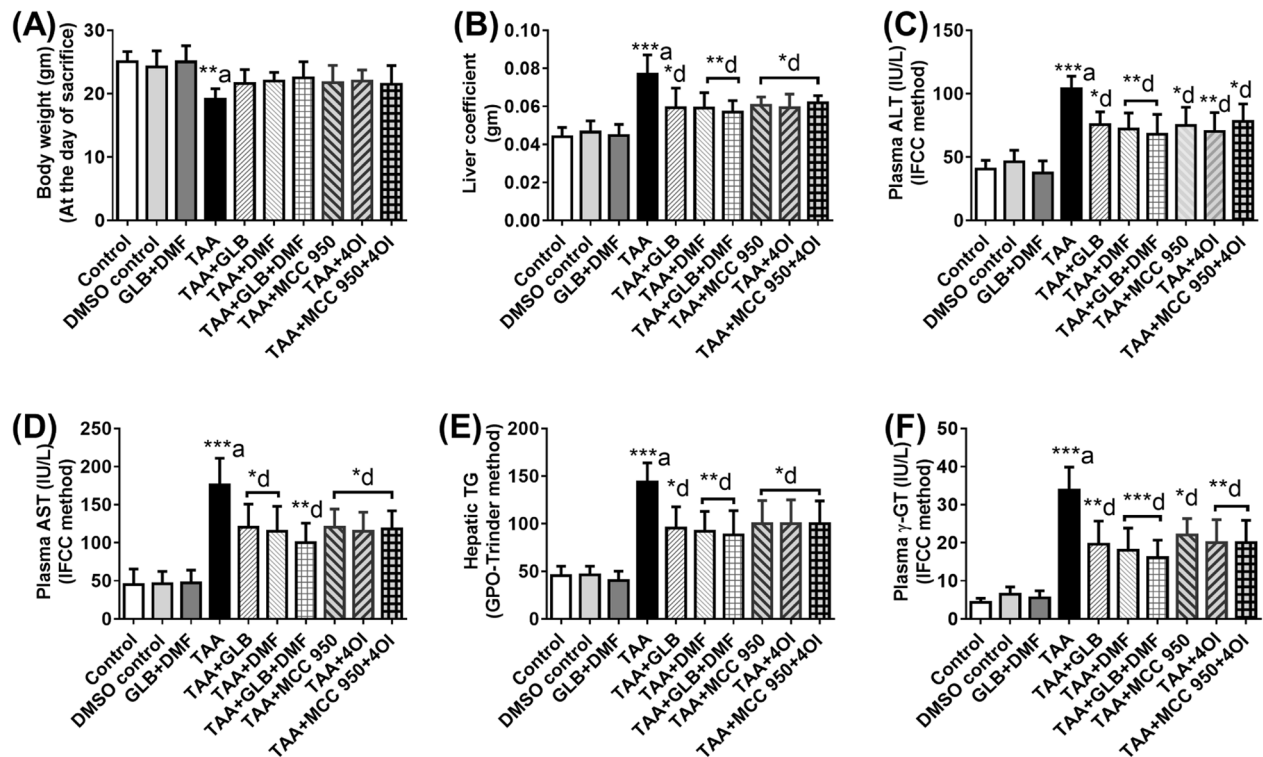 (A)
Body weight (gm)
(At the day of sacrifice)
30
20
10
0
**a
Control
DMSO control
GLB+DMF
TAA
TAA+GLB
TAA+DMF
TAA+GLB+DMF
TAA+MCC 950
TAA+4OI
TAA+MCC 950+4OI
(B)
Liver coefficient
(gm)
0.10
0.08
0.06
0.04
0.02
0.00
***a
*d
**d
*d
Control
DMSO control
GLB+DMF
TAA
TAA+GLB
TAA+DMF
TAA+GLB+DMF
TAA+MCC 950
TAA+4OI
TAA+MCC 950+4OI
(C)
Plasma ALT (IU/L)
(IFCC method)
150
100
50
0
***a
*d
**d
*d
**d
*d
Control
DMSO control
GLB+DMF
TAA
TAA+GLB
TAA+DMF
TAA+GLB+DMF
TAA+MCC 950
TAA+4OI
TAA+MCC 950+4OI
(D)
Plasma AST (IU/L)
(IFCC method)
250
200
150
100
50
0
***a
*d
**d
*d
Control
DMSO control
GLB+DMF
TAA
TAA+GLB
TAA+DMF
TAA+GLB+DMF
TAA+MCC 950
TAA+4OI
TAA+MCC 950+4OI
(E)
Hepatic TG
(GPO-Trinder method)
200
150
100
50
0
***a
*d
**d
*d
Control
DMSO control
GLB+DMF
TAA
TAA+GLB
TAA+DMF
TAA+GLB+DMF
TAA+MCC 950
TAA+4OI
TAA+MCC 950+4OI
(F)
Plasma γ-GT (IU/L)
(IFCC method)
50
40
30
20
10
0
***a
**d
***d
*d
**d
Control
DMSO control
GLB+DMF
TAA
TAA+GLB
TAA+DMF
TAA+GLB+DMF
TAA+MCC 950
TAA+4OI
TAA+MCC 950+4OI